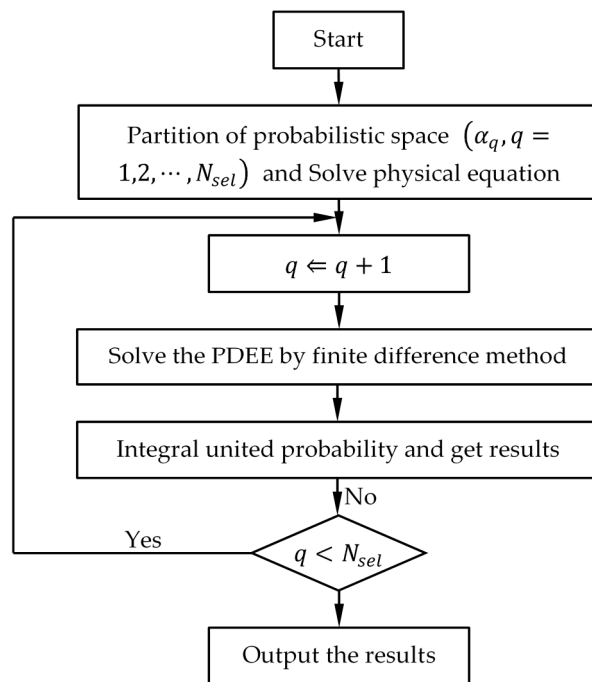 Start
Partition of probabilistic space (α_q, q =
1,2, ⋯ , N_sel) and Solve physical equation
q ⇐ q + 1
Solve the PDEE by finite difference method
Integral united probability and get results
No
Yes
q < N_sel
Output the results